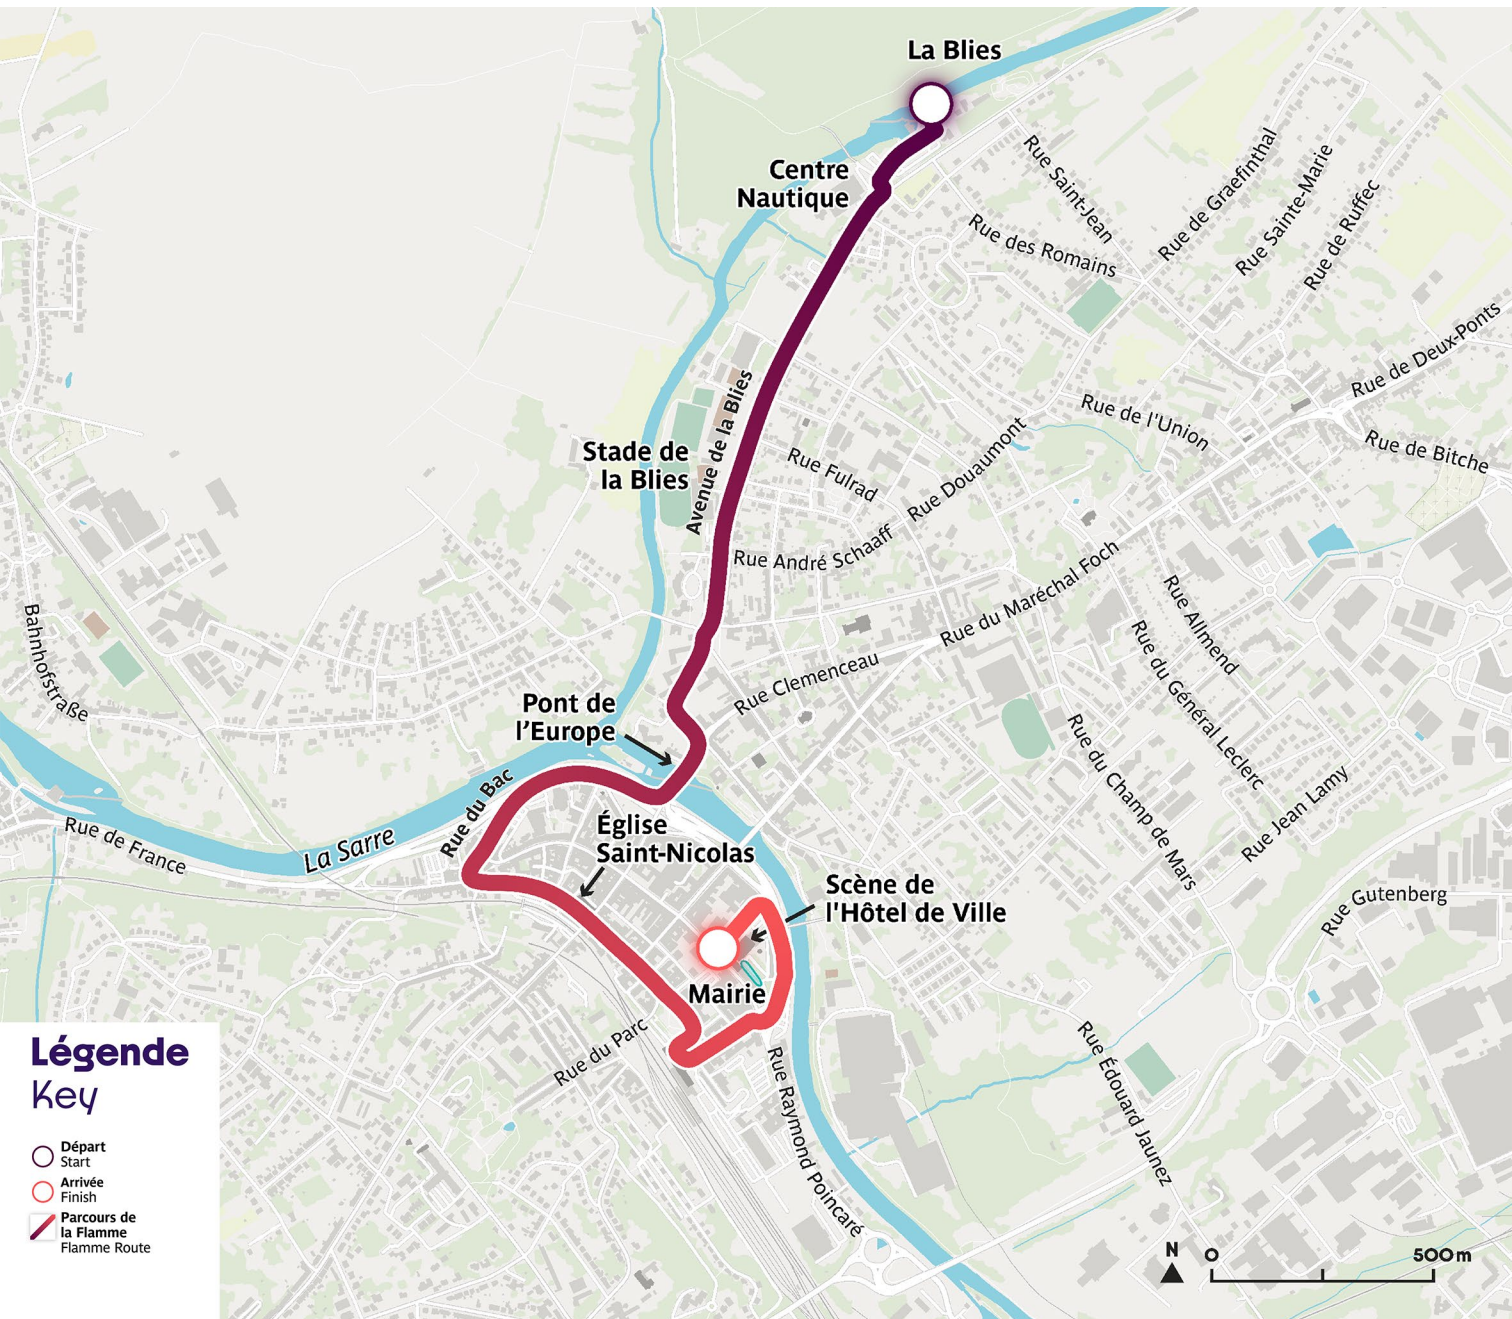 La Blies
Centre
Nautique
Rue Saint-Jean
Rue de Graefinthal
Rue Sainte-Marie
Rue de Ruffec
Rue des Romains
Rue de Deux-Ponts
Rue de l'Union
Rue de Bitche
Avenue de la Blies
Stade de
la Blies
Rue Fulrad
Rue Douaumont
Rue André Schaaff
Rue du Maréchal Foch
Rue Allmend
Rue du Général Leclerc
Bahnhofstraße
Rue Clemenceau
Pont de
l'Europe
Rue du Champ de Mars
Rue Jean Lamy
Rue du Bac
La Sarre
Rue de France
Église
Saint-Nicolas
Scène de
l'Hôtel de Ville
Rue Gutenberg
Mairie
Rue du Parc
Rue Raymond Poincaré
Rue Édouard Jaunez
Légende
Key
Départ
Start
Arrivée
Finish
Parcours de
la Flamme
Flamme Route
N
0 500m